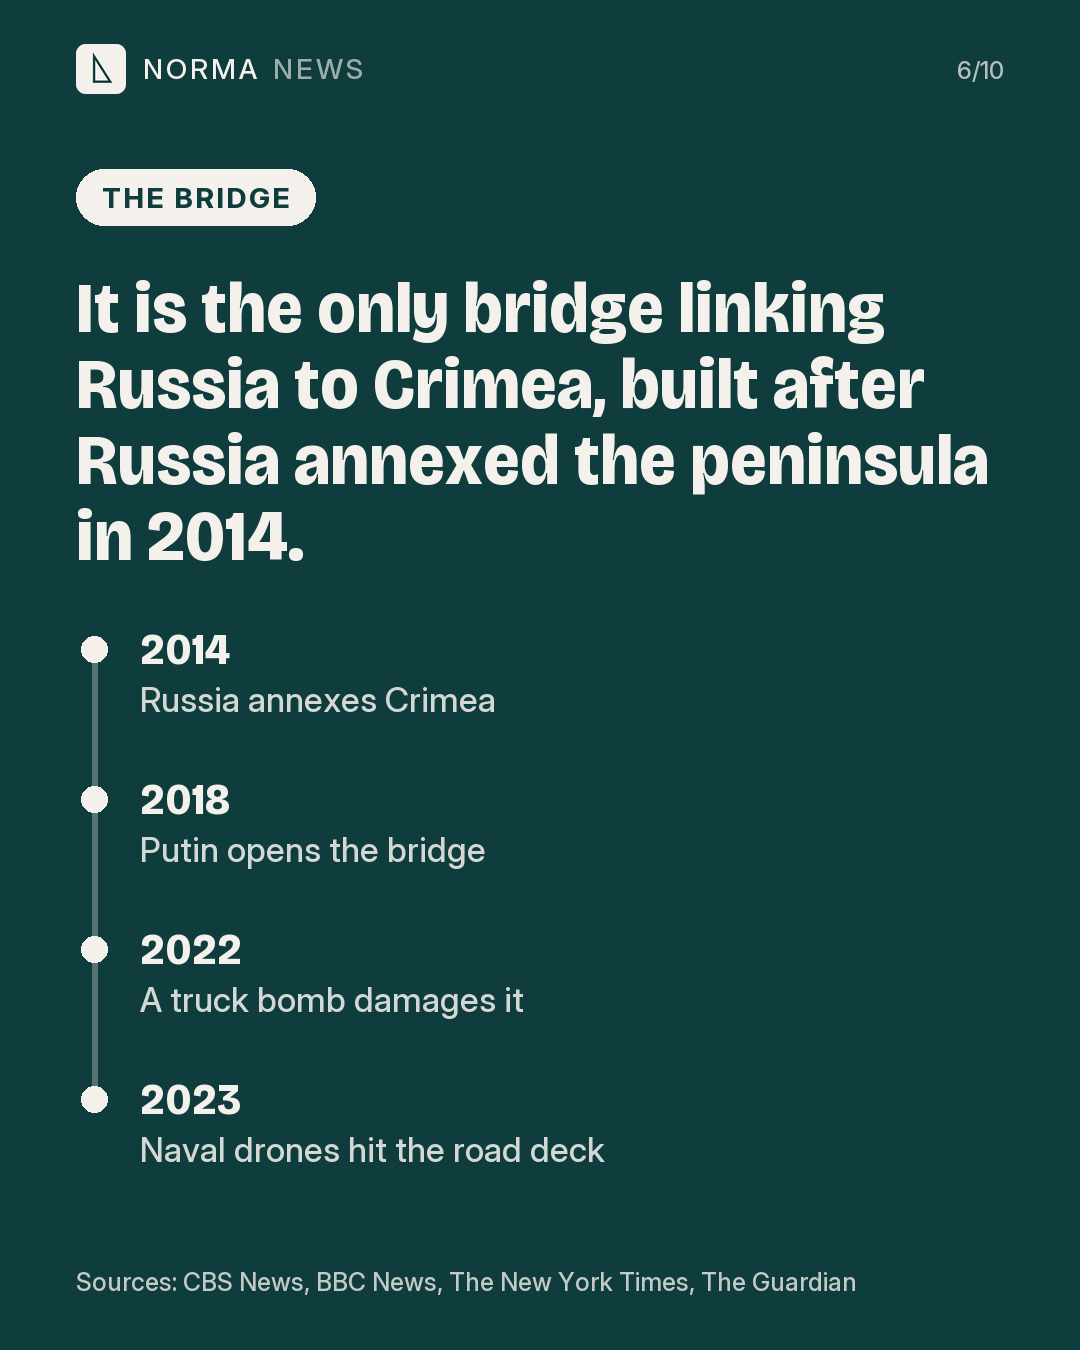 NORMA NEWS
6/10
THE BRIDGE
It is the only bridge linking
Russia to Crimea, built after
Russia annexed the peninsula
in 2014.
2014
Russia annexes Crimea
2018
Putin opens the bridge
2022
A truck bomb damages it
2023
Naval drones hit the road deck
Sources: CBS News, BBC News, The New York Times, The Guardian